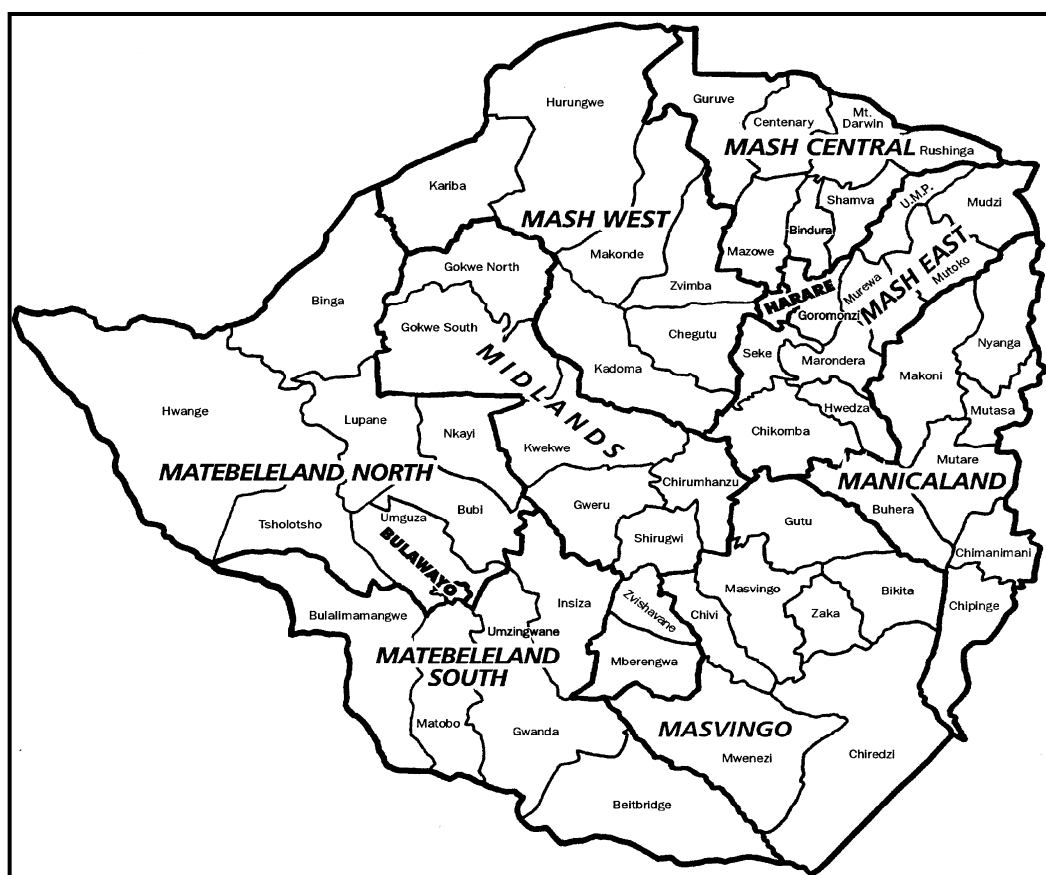 Hurungwe
Guruve
Centenary
Mt.
Darwin
MASH CENTRAL
Rushinga
Kariba
U.M.P.
Mudzi
Shamva
MASH WEST
Bindura
Makonde
Mazowe
MASH EAST
Mutoko
Gokwe North
Zvimba
HARARE
Murewa
Binga
Goromonzi
Gokwe South
Chegutu
Nyanga
MIDLANDS
Seke
Marondera
Kadoma
Makoni
Hwange
Hwedza
Mutasa
Lupane
Nkayi
Chikomba
Kwekwe
Mutare
MATEBELELAND NORTH
MANICALAND
Chirumhanzu
Gweru
Bubi
Buhera
Umguza
Tsholotsho
Gutu
BULAWAYO
Shirugwi
Chimanimani
Masvingo
Bikita
Insiza
Zvishavane
Chivi
Zaka
Chipinge
Bulalimamangwe
Umzingwane
MATEBELELAND
SOUTH
Mberengwa
Matobo
Gwanda
MASVINGO
Mwenezi
Chiredzi
Beitbridge